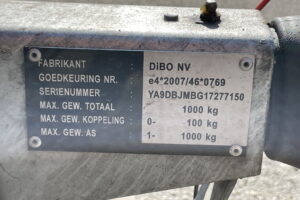 FABRIKANT : DiBO NV
GOEDKEURING NR. : e4*2007/46*0769
SERIENUMMER : YA9DBJMBG17277150
MAX. GEW. TOTAAL : 1000 kg
MAX. GEW. KOPPELING : 0- 100 kg
MAX. GEW. AS : 1- 1000 kg